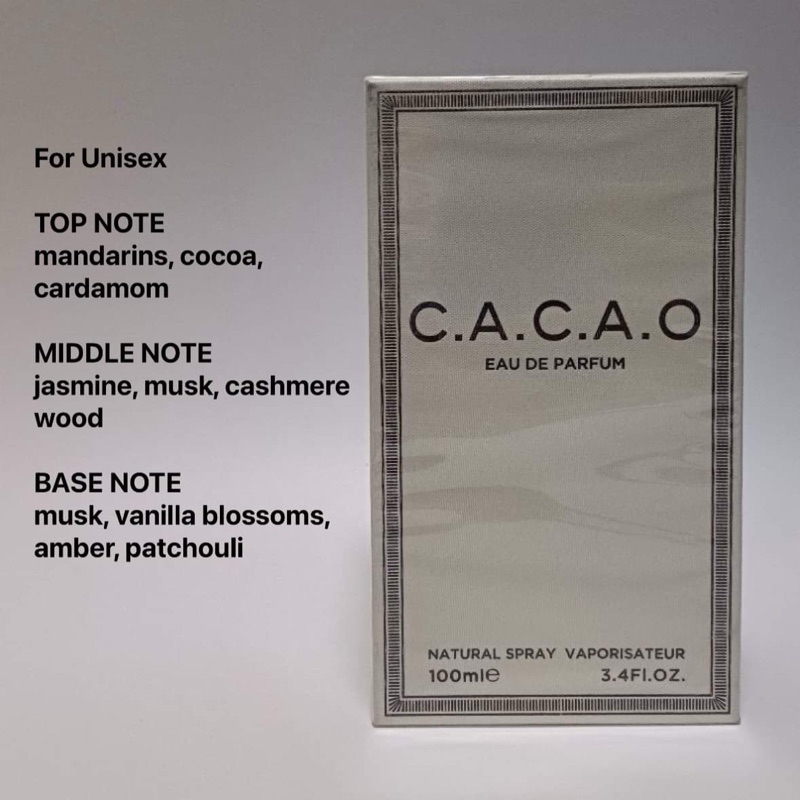 For Unisex
TOP NOTE
mandarins, cocoa,
cardamom
MIDDLE NOTE
jasmine, musk, cashmere
wood
BASE NOTE
musk, vanilla blossoms,
amber, patchouli
C.A.C.A.O
EAU DE PARFUM
NATURAL SPRAY VAPORISATEUR
100ml℮ 3.4Fl.OZ.